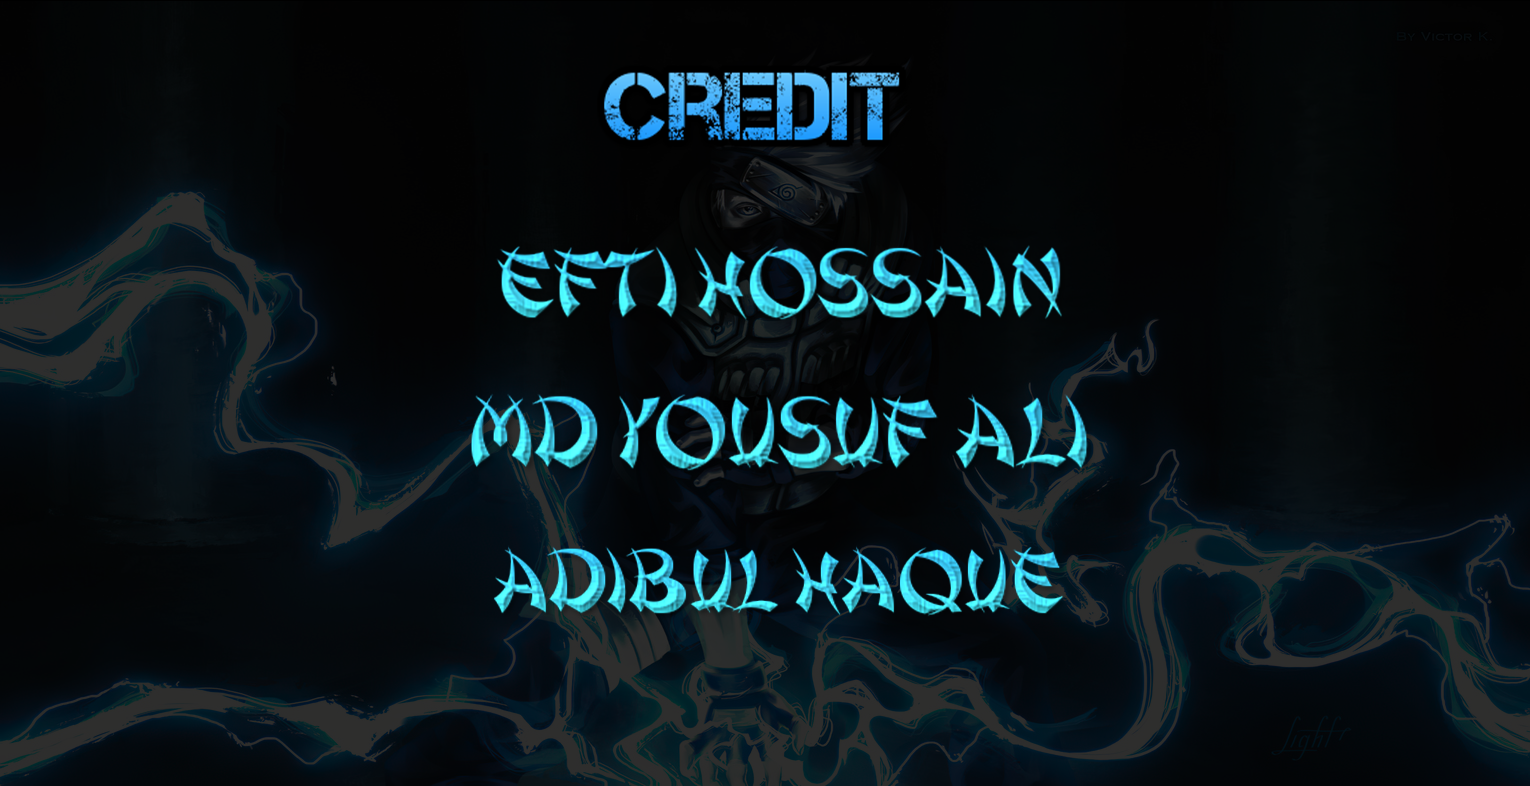 By Victor K
CREDIT
EFTI HOSSAIN
MD YOUSUF ALI
ADIBUL HAQUE